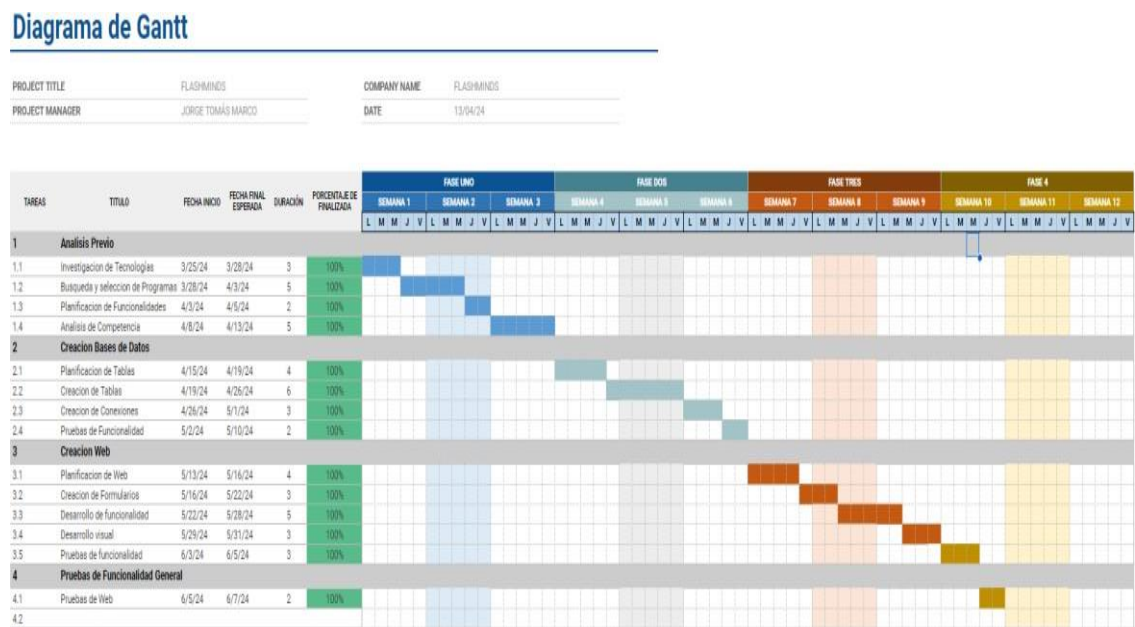 Diagrama de Gantt
PROJECT TITLE FLASHMINDS COMPANY NAME FLASHMINDS
PROJECT MANAGER JORGE TOMÁS MARCO DATE 13/04/24
FASE UNO FASE DOS FASE TRES FASE 4
TAREAS TITULO FECHA INICIO FECHA FINAL ESPERADA DURACIÓN PORCENTAJE DE FINALIZADA SEMANA 1 SEMANA 2 SEMANA 3 SEMANA 4 SEMANA 5 SEMANA 6 SEMANA 7 SEMANA 8 SEMANA 9 SEMANA 10 SEMANA 11 SEMANA 12
L M M J V L M M J V L M M J V L M M J V L M M J V L M M J V L M M J V L M M J V L M M J V L M M J V L M M J V L M M J V
1 Analisis Previo
1.1 Investigacion de Tecnologias 3/25/24 3/28/24 3 100%
1.2 Busqueda y seleccion de Programas 3/28/24 4/3/24 5 100%
1.3 Planificacion de Funcionalidades 4/3/24 4/5/24 2 100%
1.4 Analisis de Competencia 4/8/24 4/13/24 5 100%
2 Creacion Bases de Datos
2.1 Planificacion de Tablas 4/15/24 4/19/24 4 100%
2.2 Creacion de Tablas 4/19/24 4/26/24 6 100%
2.3 Creacion de Conexiones 4/26/24 5/1/24 3 100%
2.4 Pruebas de Funcionalidad 5/2/24 5/10/24 2 100%
3 Creacion Web
3.1 Planificacion de Web 5/13/24 5/16/24 4 100%
3.2 Creacion de Formularios 5/16/24 5/22/24 3 100%
3.3 Desarrollo de funcionalidad 5/22/24 5/28/24 5 100%
3.4 Desarrollo visual 5/29/24 5/31/24 3 100%
3.5 Pruebas de funcionalidad 6/3/24 6/5/24 3 100%
4 Pruebas de Funcionalidad General
4.1 Pruebas de Web 6/5/24 6/7/24 2 100%
4.2